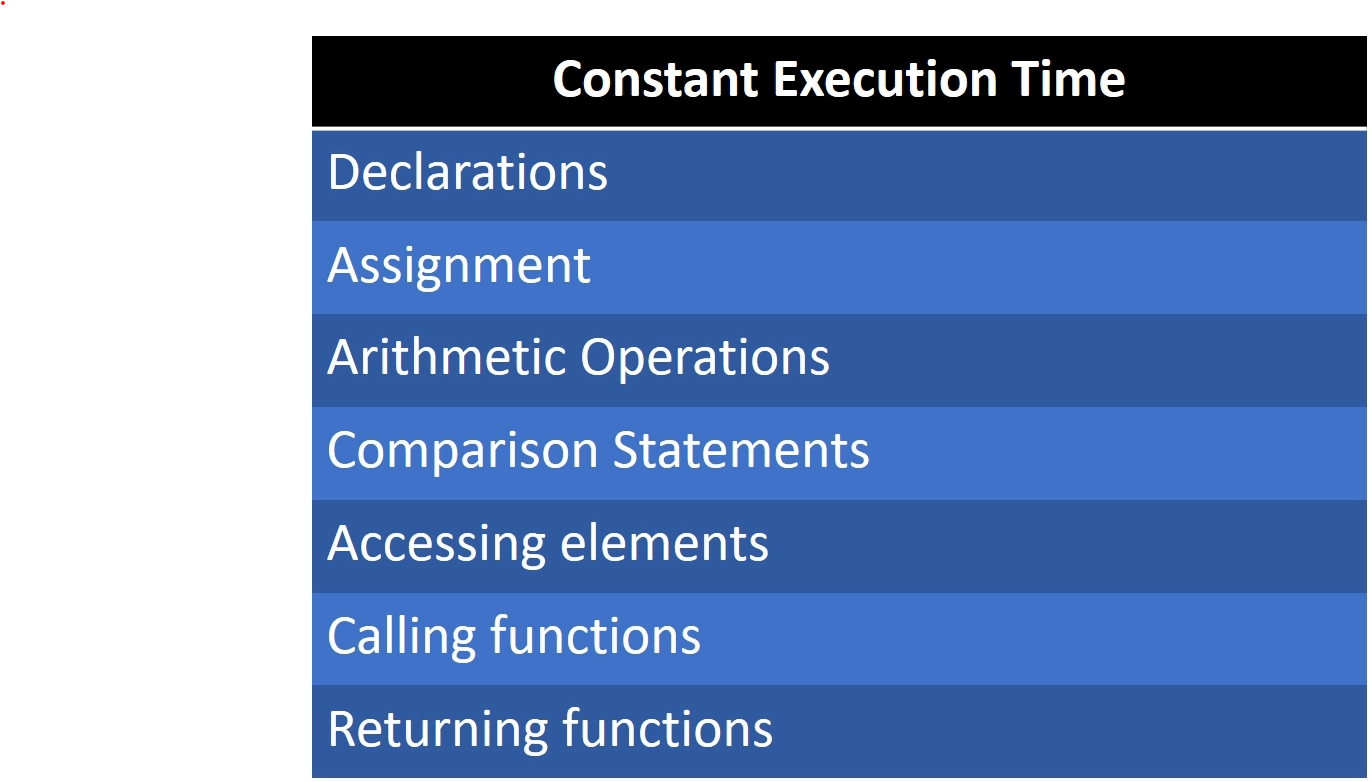 Constant Execution Time
Declarations
Assignment
Arithmetic Operations
Comparison Statements
Accessing elements
Calling functions
Returning functions